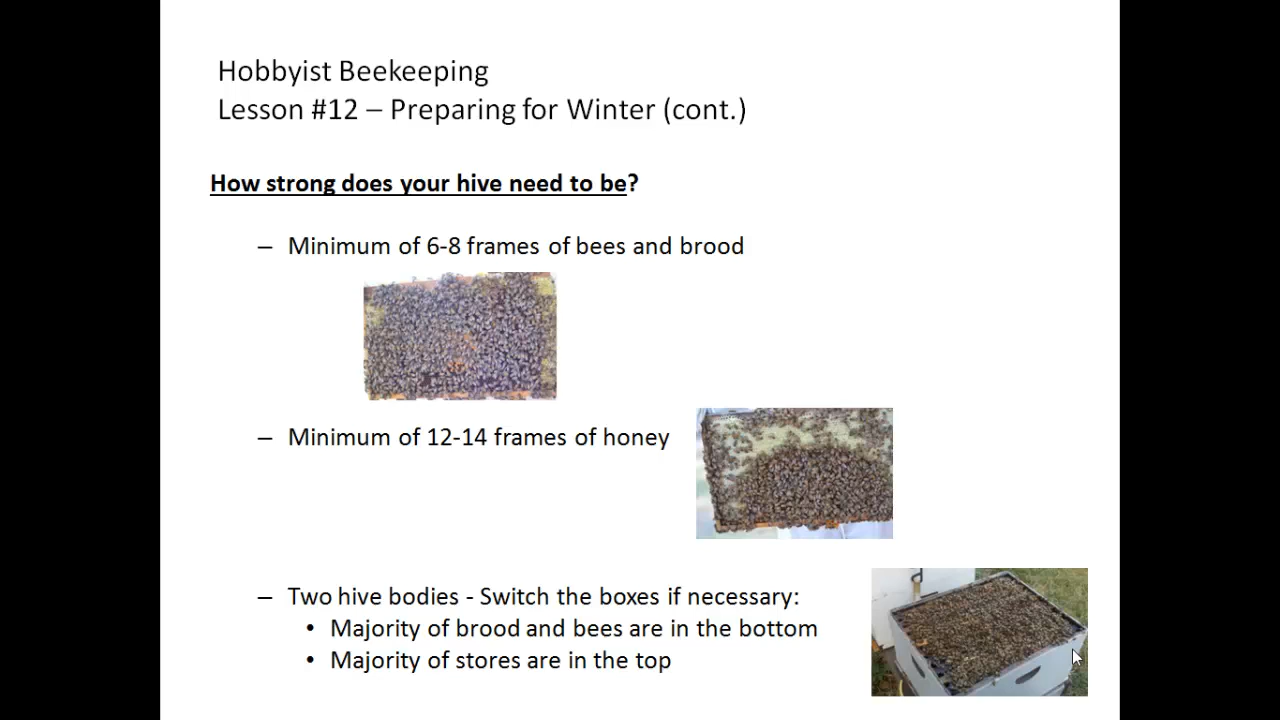 Hobbyist Beekeeping
Lesson #12 – Preparing for Winter (cont.)
How strong does your hive need to be?
– Minimum of 6-8 frames of bees and brood
– Minimum of 12-14 frames of honey
– Two hive bodies - Switch the boxes if necessary:
• Majority of brood and bees are in the bottom
• Majority of stores are in the top